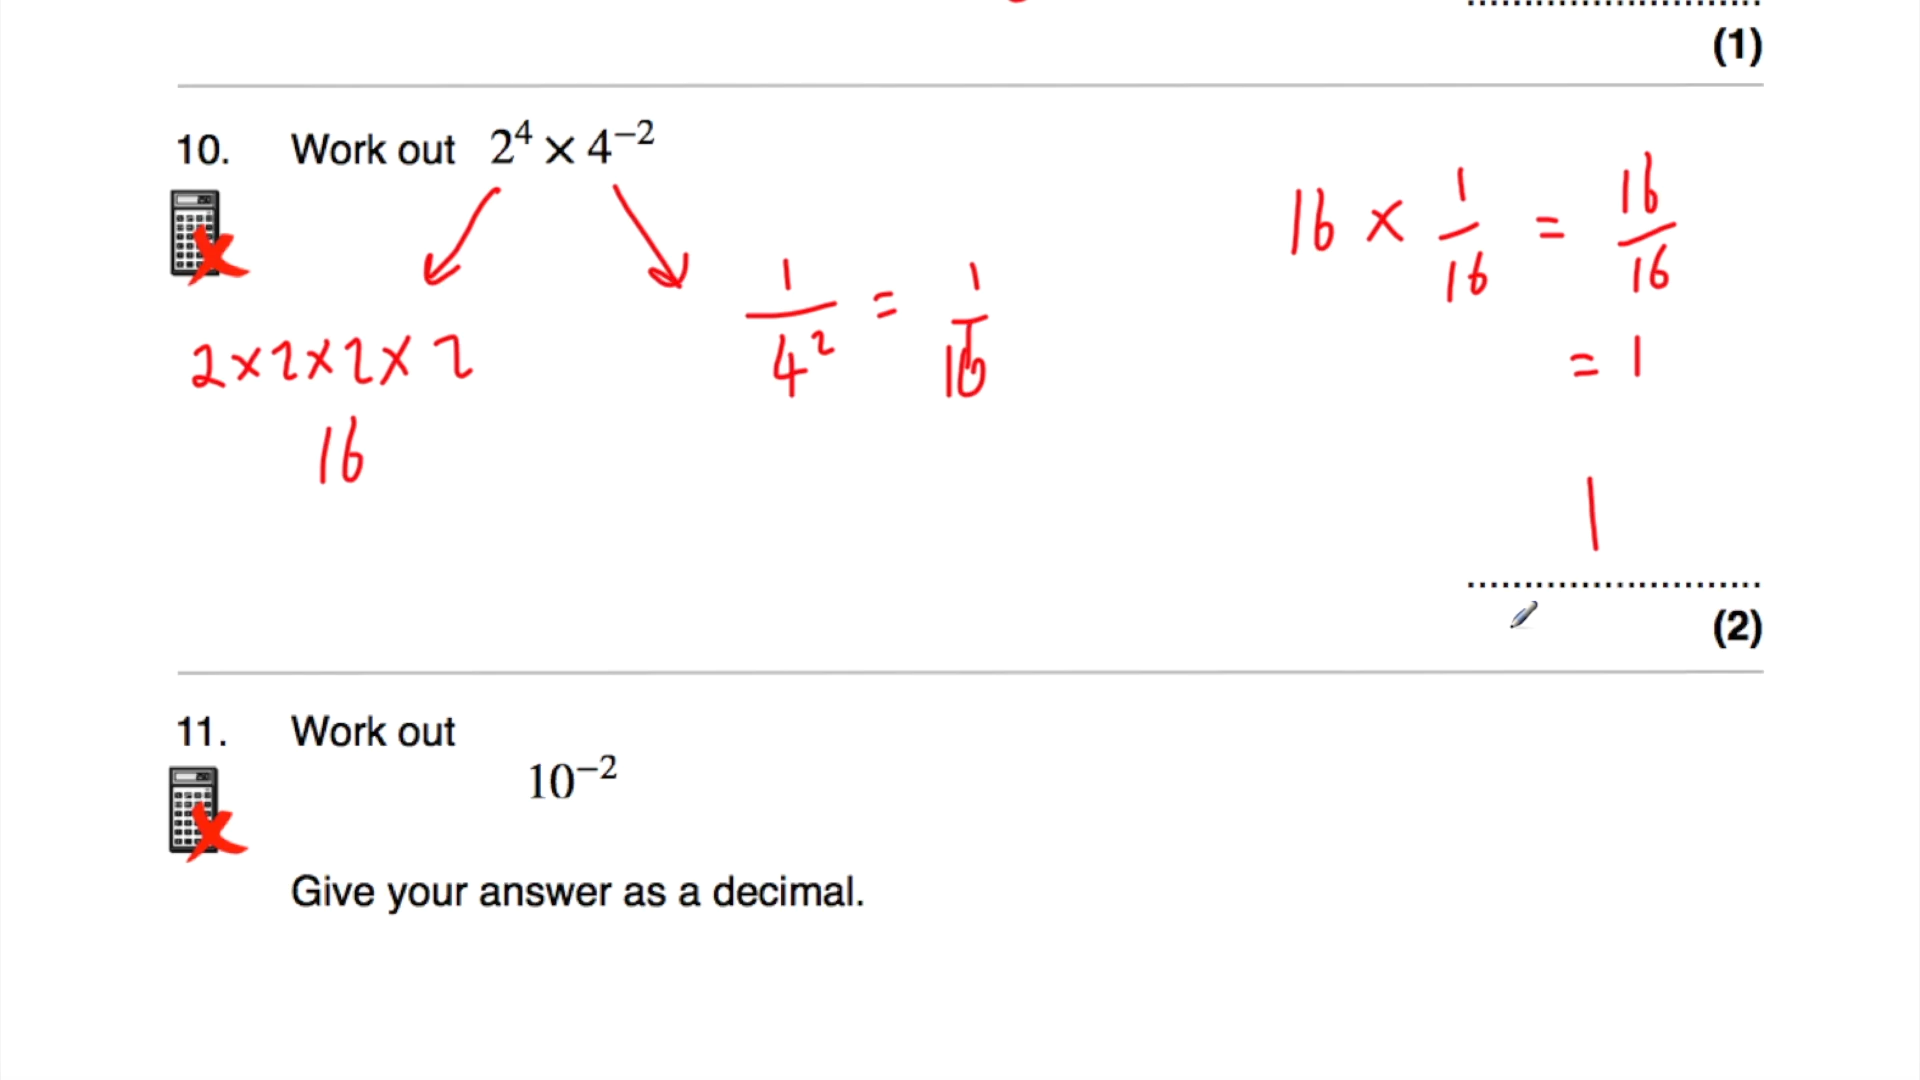 (1)
10. Work out 2⁴ × 4⁻²
16 × 1/16 = 16/16
1/4² = 1/16
2×2×2×2
= 1
16
1
(2)
11. Work out
10⁻²
Give your answer as a decimal.